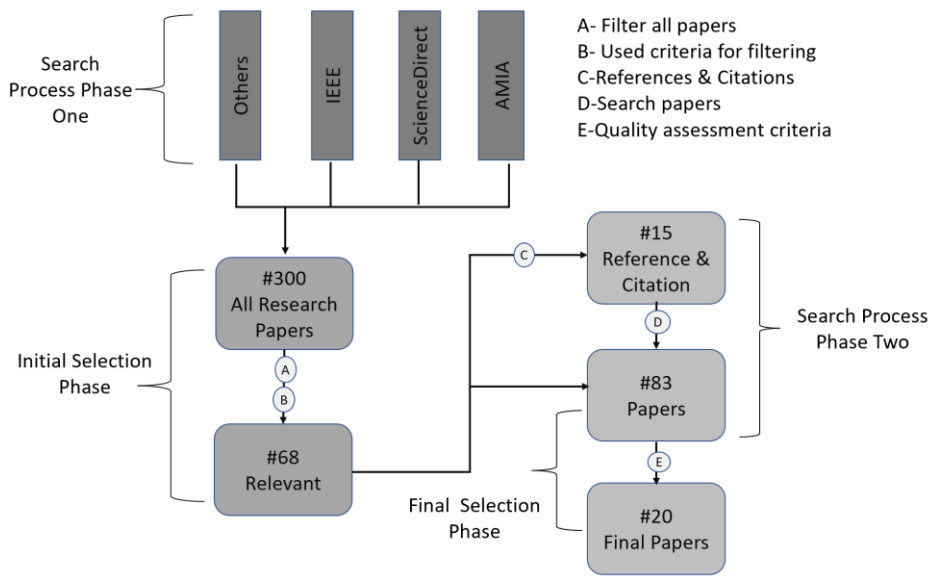 Search
Process Phase
One
Others
IEEE
ScienceDirect
AMIA
A- Filter all papers
B- Used criteria for filtering
C-References & Citations
D-Search papers
E-Quality assessment criteria
Initial Selection
Phase
#300
All Research
Papers
A
B
#68
Relevant
C
#15
Reference &
Citation
D
#83
Papers
Search Process
Phase Two
E
Final Selection
Phase
#20
Final Papers